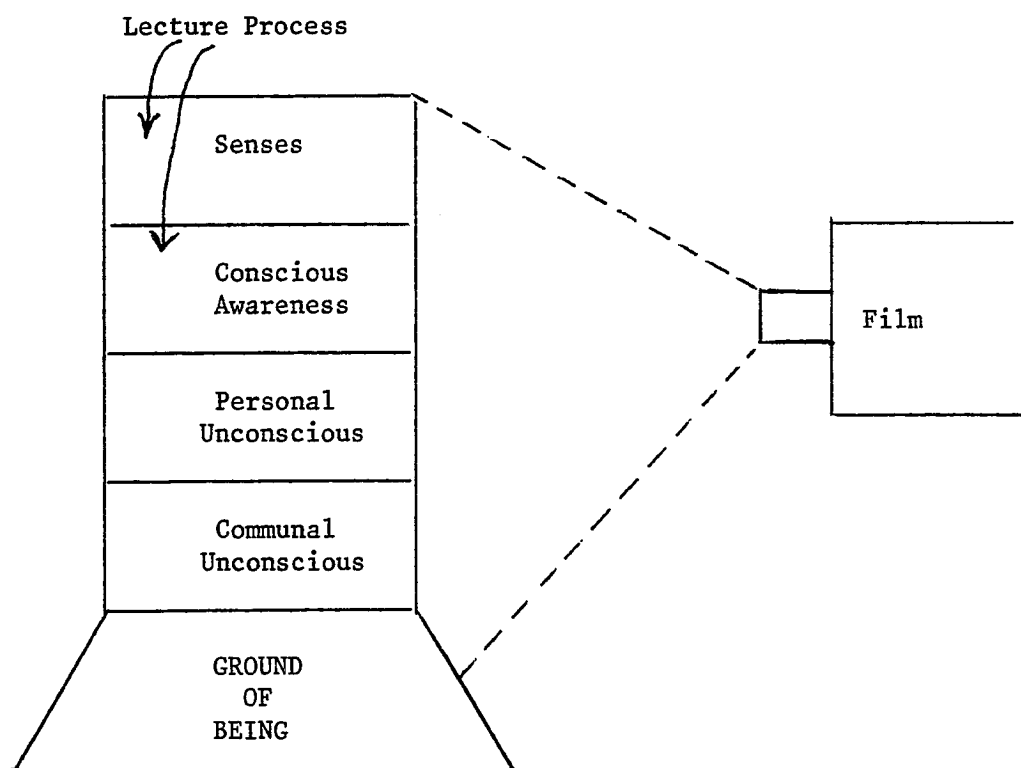 Lecture Process
Senses
Conscious
Awareness
Film
Personal
Unconscious
Communal
Unconscious
GROUND
OF
BEING